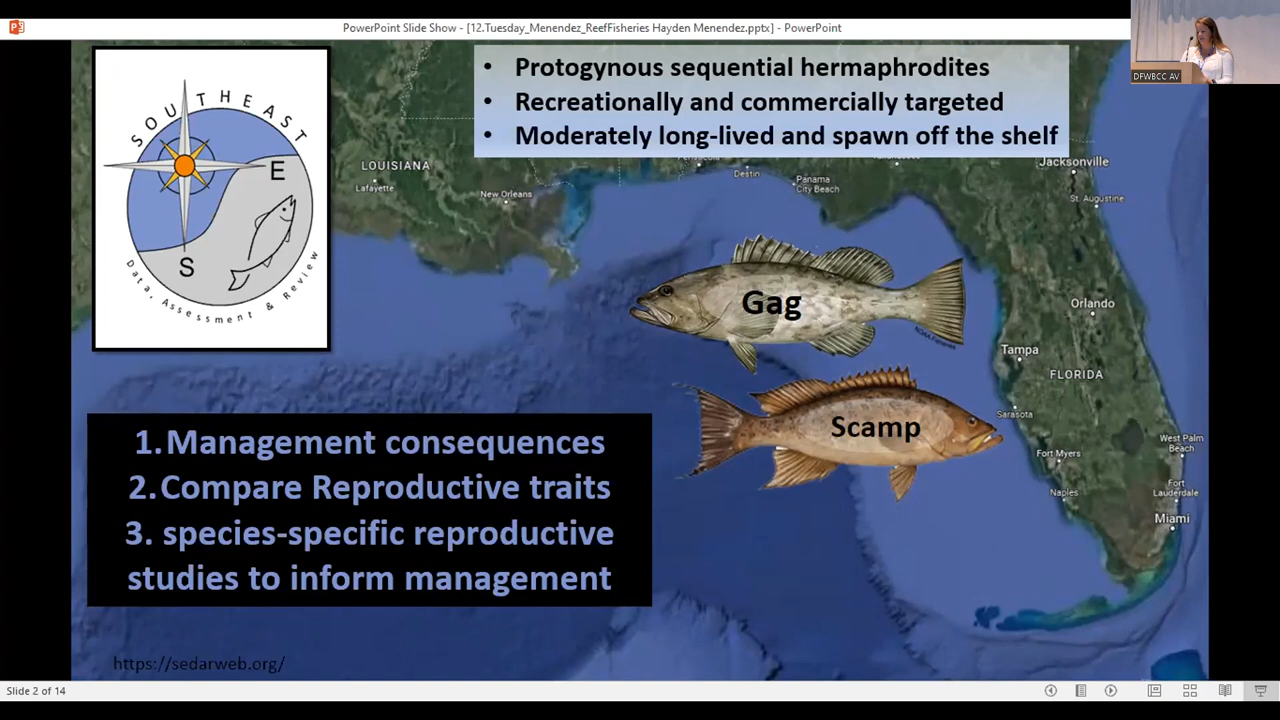 PowerPoint Slide Show - [12.Tuesday_Menendez_ReefFisheries Hayden Menendez.pptx] - PowerPoint
DFWBCC AV
SOUTHEAST
E
S
Data, Assessment & Review
• Protogynous sequential hermaphrodites
• Recreationally and commercially targeted
• Moderately long-lived and spawn off the shelf
LOUISIANA
Lafayette
New Orleans
Destin
Panama
City Beach
Jacksonville
St. Augustine
Gag
NOAA Fisheries
Orlando
Tampa
FLORIDA
Scamp
Sarasota
Fort Myers
West Palm
Beach
Naples
Fort
Lauderdale
Miami
1. Management consequences
2. Compare Reproductive traits
3. species-specific reproductive
studies to inform management
https://sedarweb.org/
Slide 2 of 14